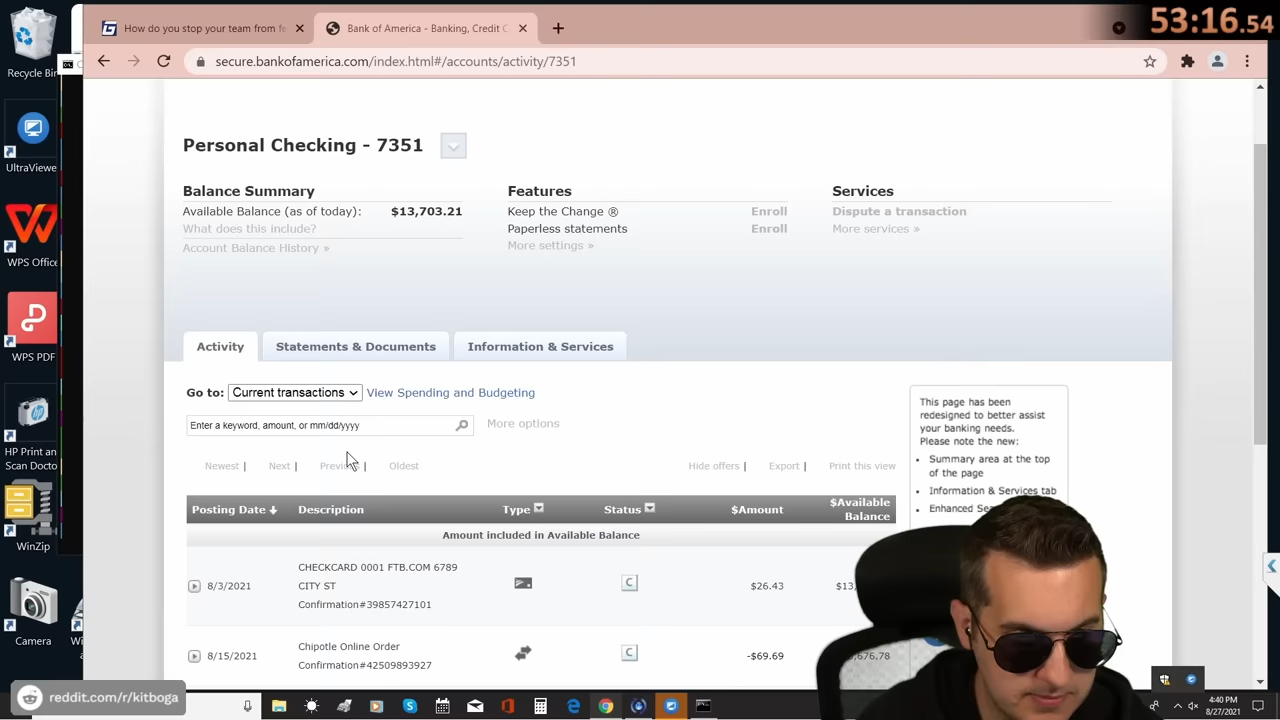 53:16.54
How do you stop your team from fe
Bank of America - Banking, Credit C
secure.bankofamerica.com/index.html#/accounts/activity/7351
Recycle Bin
UltraViewer
WPS Office
WPS PDF
HP Print and
Scan Docto
WinZip
Camera
Personal Checking - 7351
Balance Summary
Available Balance (as of today): $13,703.21
What does this include?
Account Balance History »
Features
Keep the Change ® Enroll
Paperless statements Enroll
More settings »
Services
Dispute a transaction
More services »
Activity
Statements & Documents
Information & Services
Go to: Current transactions View Spending and Budgeting
Enter a keyword, amount, or mm/dd/yyyy More options
Newest | Next | | Oldest Hide offers | Export | Print this view
Posting Date Description Type Status $Amount $Available
Balance
Amount included in Available Balance
8/3/2021 CHECKCARD 0001 FTB.COM 6789
CITY ST
Confirmation#39857427101
C $26.43
8/15/2021 Chipotle Online Order
Confirmation#42509893927
C -$69.69
This page has been
redesigned to better assist
your banking needs.
Please note the new:
• Summary area at the top
of the page
• Information & Services tab
• Enhanced
reddit.com/r/kitboga
4:40 PM
8/27/2021